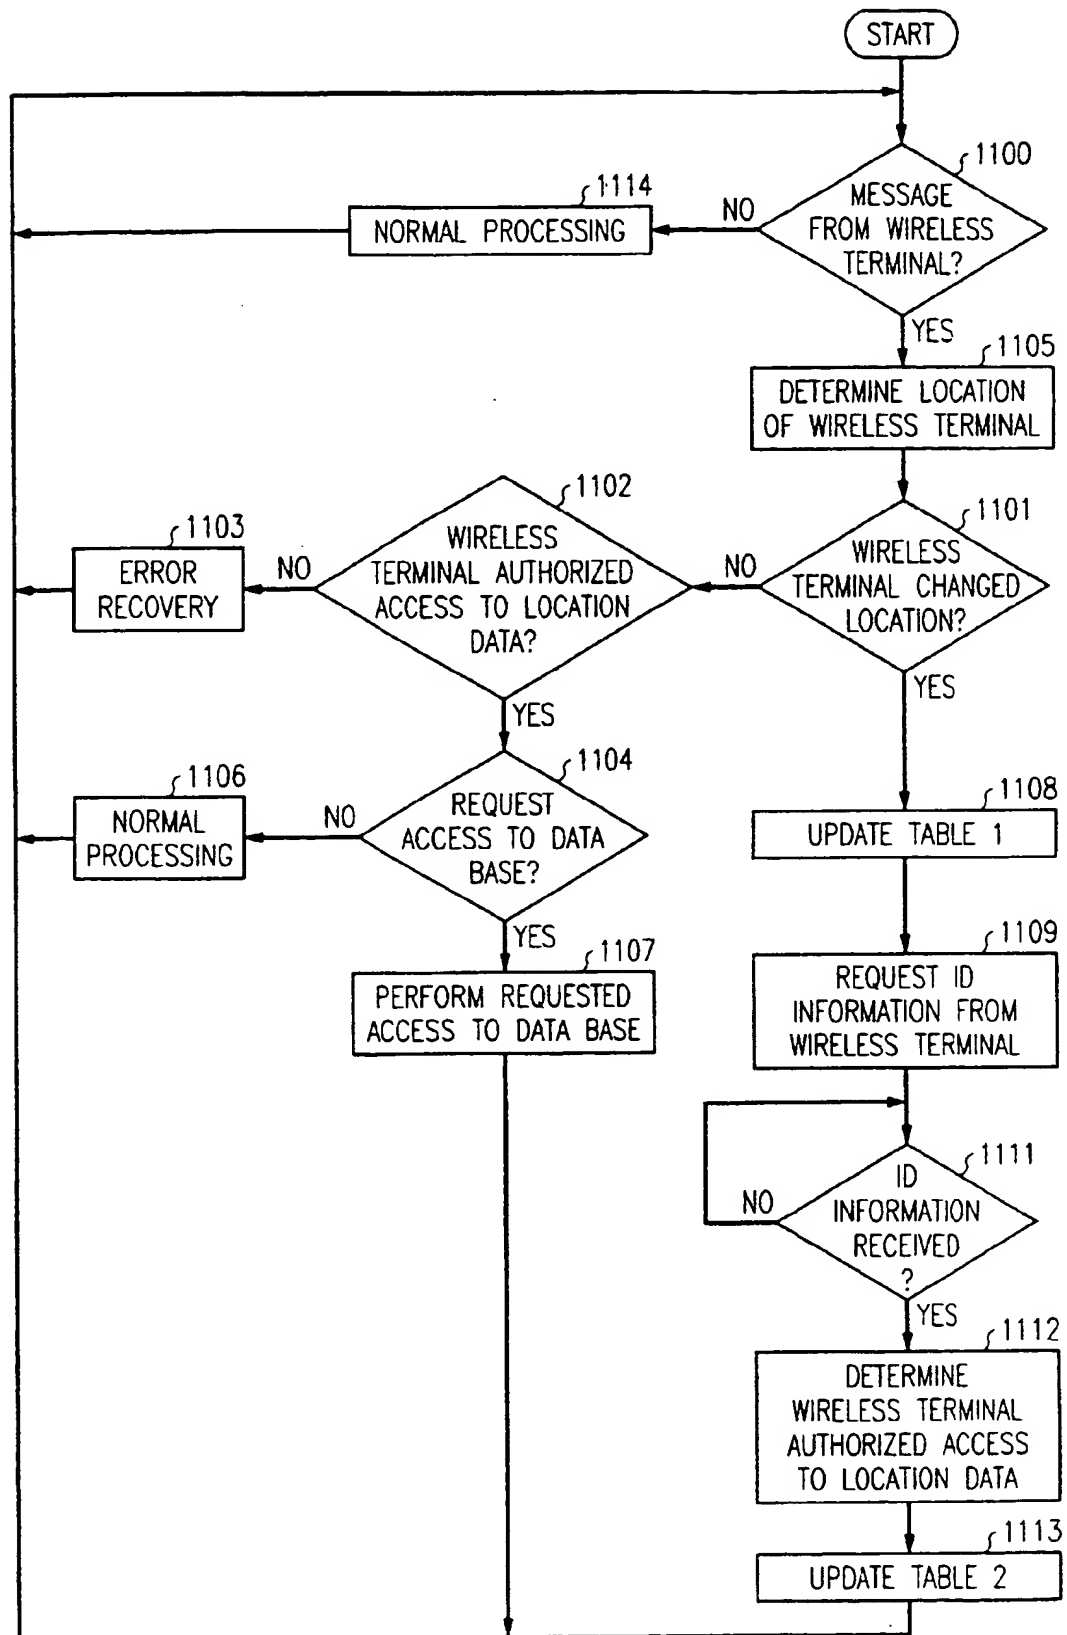 START
1100
MESSAGE
FROM WIRELESS
TERMINAL?
NO
1114
NORMAL PROCESSING
YES
1105
DETERMINE LOCATION
OF WIRELESS TERMINAL
1101
WIRELESS
TERMINAL CHANGED
LOCATION?
NO
1102
WIRELESS
TERMINAL AUTHORIZED
ACCESS TO LOCATION
DATA?
NO
1103
ERROR
RECOVERY
YES
1104
REQUEST
ACCESS TO DATA
BASE?
NO
1106
NORMAL
PROCESSING
YES
1107
PERFORM REQUESTED
ACCESS TO DATA BASE
YES
1108
UPDATE TABLE 1
1109
REQUEST ID
INFORMATION FROM
WIRELESS TERMINAL
1111
ID
INFORMATION
RECEIVED
?
NO
YES
1112
DETERMINE
WIRELESS TERMINAL
AUTHORIZED ACCESS
TO LOCATION DATA
1113
UPDATE TABLE 2